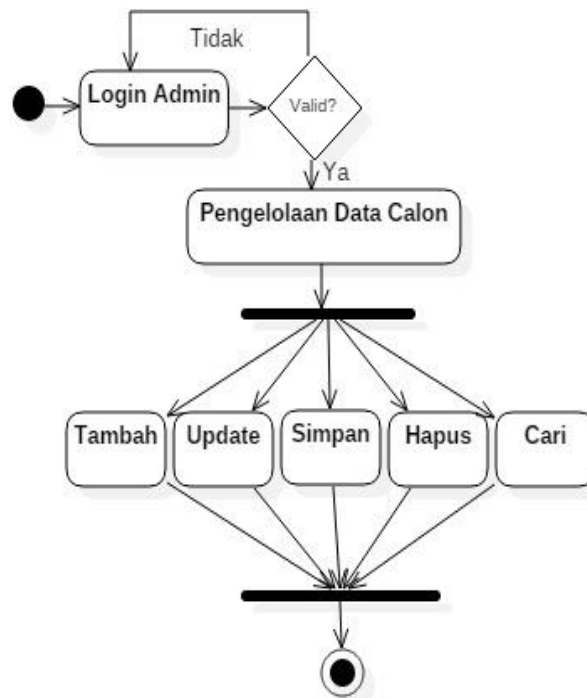 Tidak
Login Admin
Valid?
Ya
Pengelolaan Data Calon
Tambah
Update
Simpan
Hapus
Cari